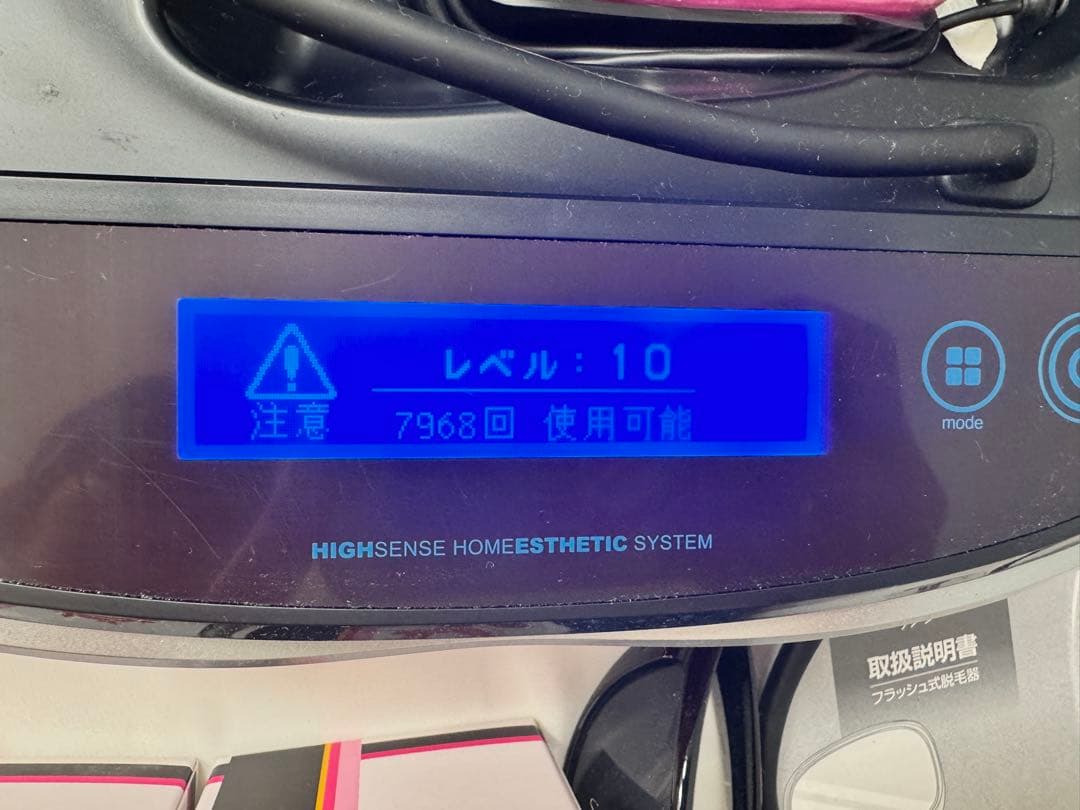 レベル：10
注意
7968回 使用可能
mode
HIGHSENSE HOMEESTHETIC SYSTEM
取扱説明書
フラッシュ式脱毛器